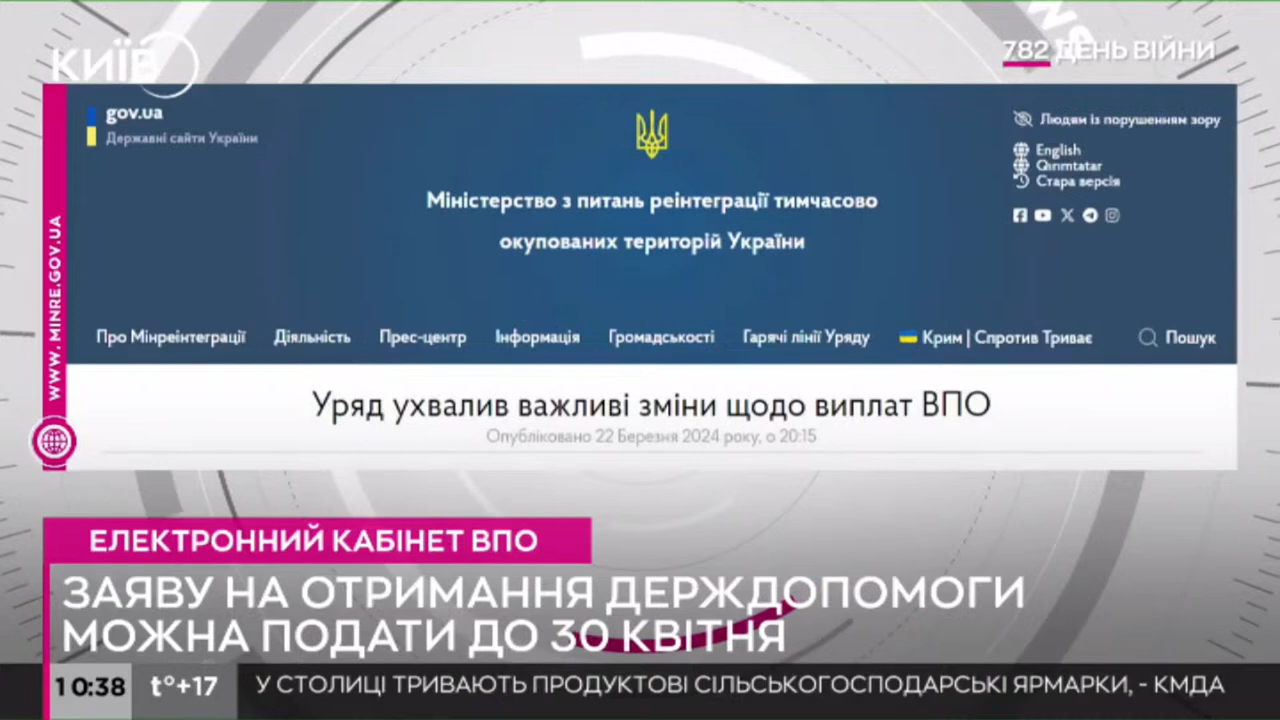 КИЇВ
782 ДЕНЬ ВІЙНИ
gov.ua
Державні сайти України
Людям із порушенням зору
English
Qırımtatar
Стара версія
Міністерство з питань реінтеграції тимчасово
окупованих територій України
WWW. MINRE.GOV.UA
Про Мінреінтеграції Діяльність Прес-центр Інформація Громадськості Гарячі лінії Уряду Крим | Спротив Триває Пошук
Уряд ухвалив важливі зміни щодо виплат ВПО
Опубліковано 22 Березня 2024 року, о 20:15
ЕЛЕКТРОННИЙ КАБІНЕТ ВПО
ЗАЯВУ НА ОТРИМАННЯ ДЕРЖДОПОМОГИ
МОЖНА ПОДАТИ ДО 30 КВІТНЯ
10:38 t°+17 У СТОЛИЦІ ТРИВАЮТЬ ПРОДУКТОВІ СІЛЬСЬКОГОСПОДАРСЬКІ ЯРМАРКИ, - КМДА